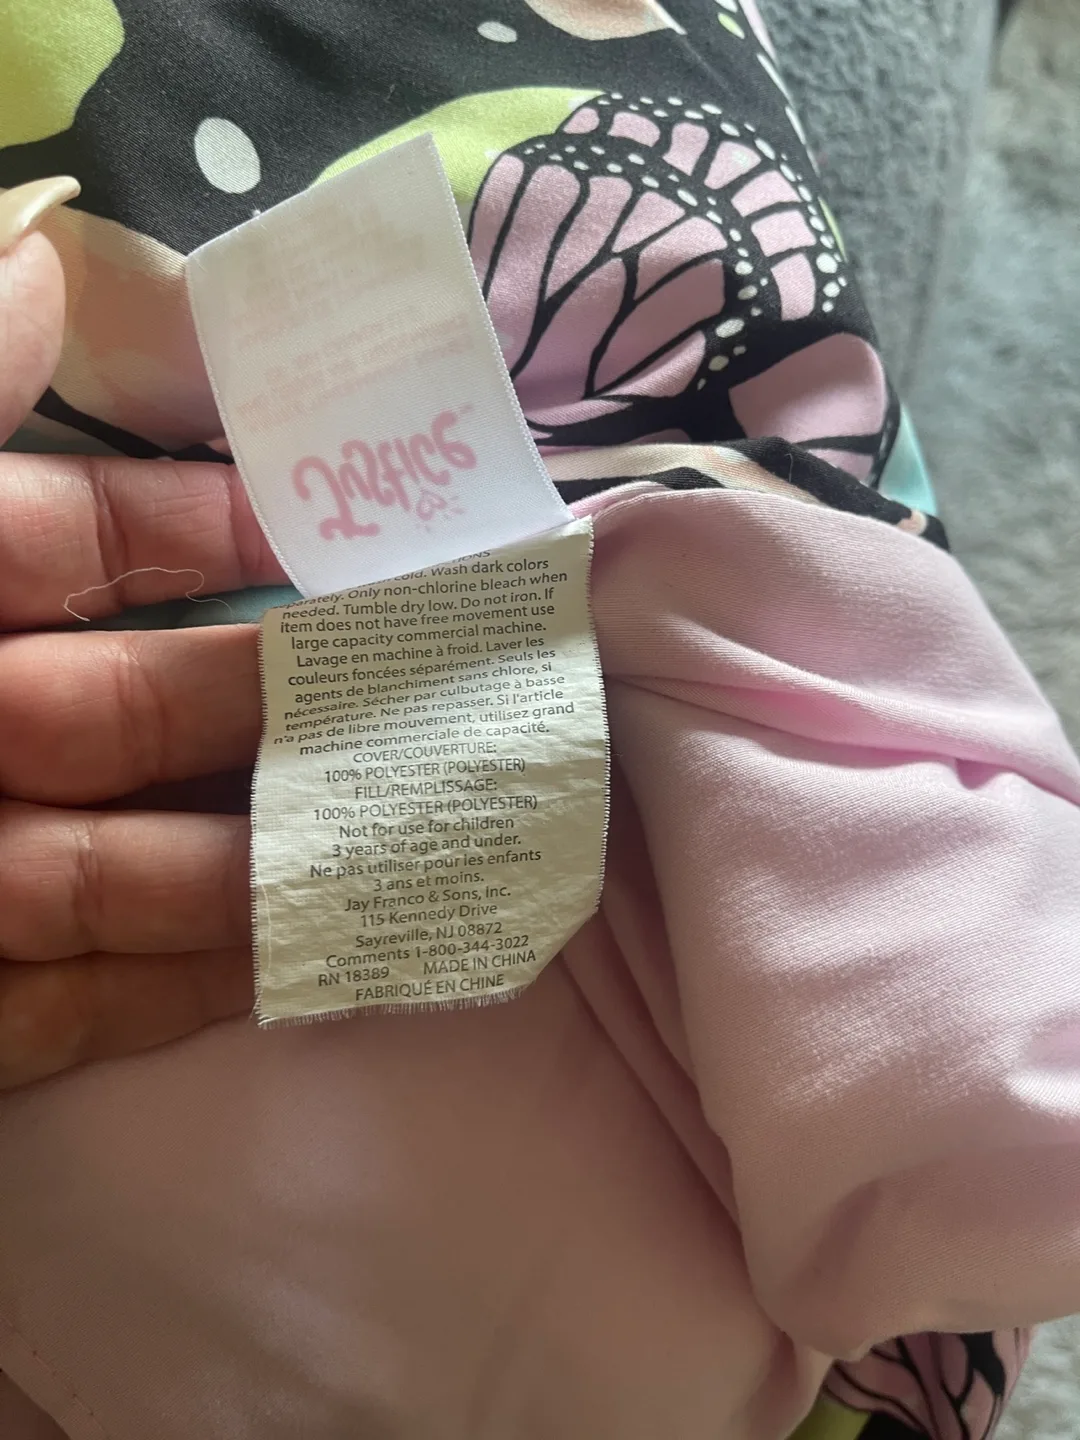 Justice
™
cold. Wash dark colors
Only non-chlorine bleach when
needed. Tumble dry low. Do not iron. If
item does not have free movement use
large capacity commercial machine.
Lavage en machine à froid. Laver les
couleurs foncées séparément. Seuls les
agents de blanchiment sans chlore, si
nécessaire. Sécher par culbutage à basse
température. Ne pas repasser. Si l'article
n'a pas de libre mouvement, utilisez grand
machine commerciale de capacité.
COVER/COUVERTURE:
100% POLYESTER (POLYESTER)
FILL/REMPLISSAGE:
100% POLYESTER (POLYESTER)
Not for use for children
3 years of age and under.
Ne pas utiliser pour les enfants
3 ans et moins.
Jay Franco & Sons, Inc.
115 Kennedy Drive
Sayreville, NJ 08872
Comments 1-800-344-3022
RN 18389 MADE IN CHINA
FABRIQUÉ EN CHINE